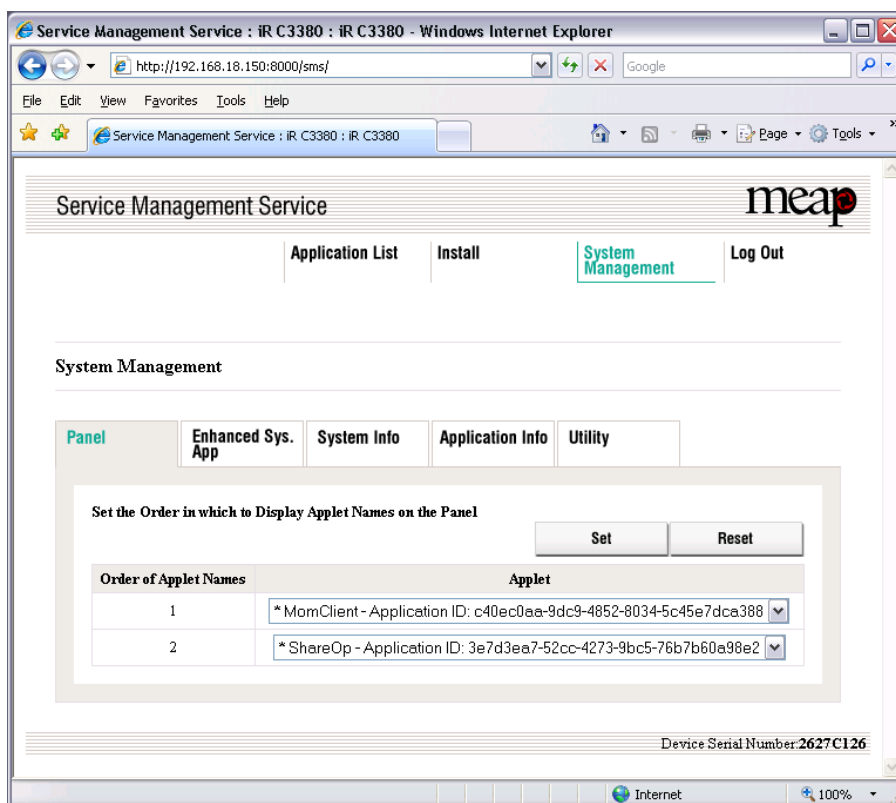 Service Management Service : iR C3380 : iR C3380 - Windows Internet Explorer
http://192.168.18.150:8000/sms/
Google
File Edit View Favorites Tools Help
Service Management Service : iR C3380 : iR C3380
Page Tools
Service Management Service
meap
Application List Install System Management Log Out
System Management
Panel Enhanced Sys. App System Info Application Info Utility
Set the Order in which to Display Applet Names on the Panel
Set Reset
Order of Applet Names Applet
1 * MomClient - Application ID: c40ec0aa-9dc9-4852-8034-5c45e7dca388
2 * ShareOp - Application ID: 3e7d3ea7-52cc-4273-9bc5-76b7b60a98e2
Device Serial Number:2627C126
Internet 100%